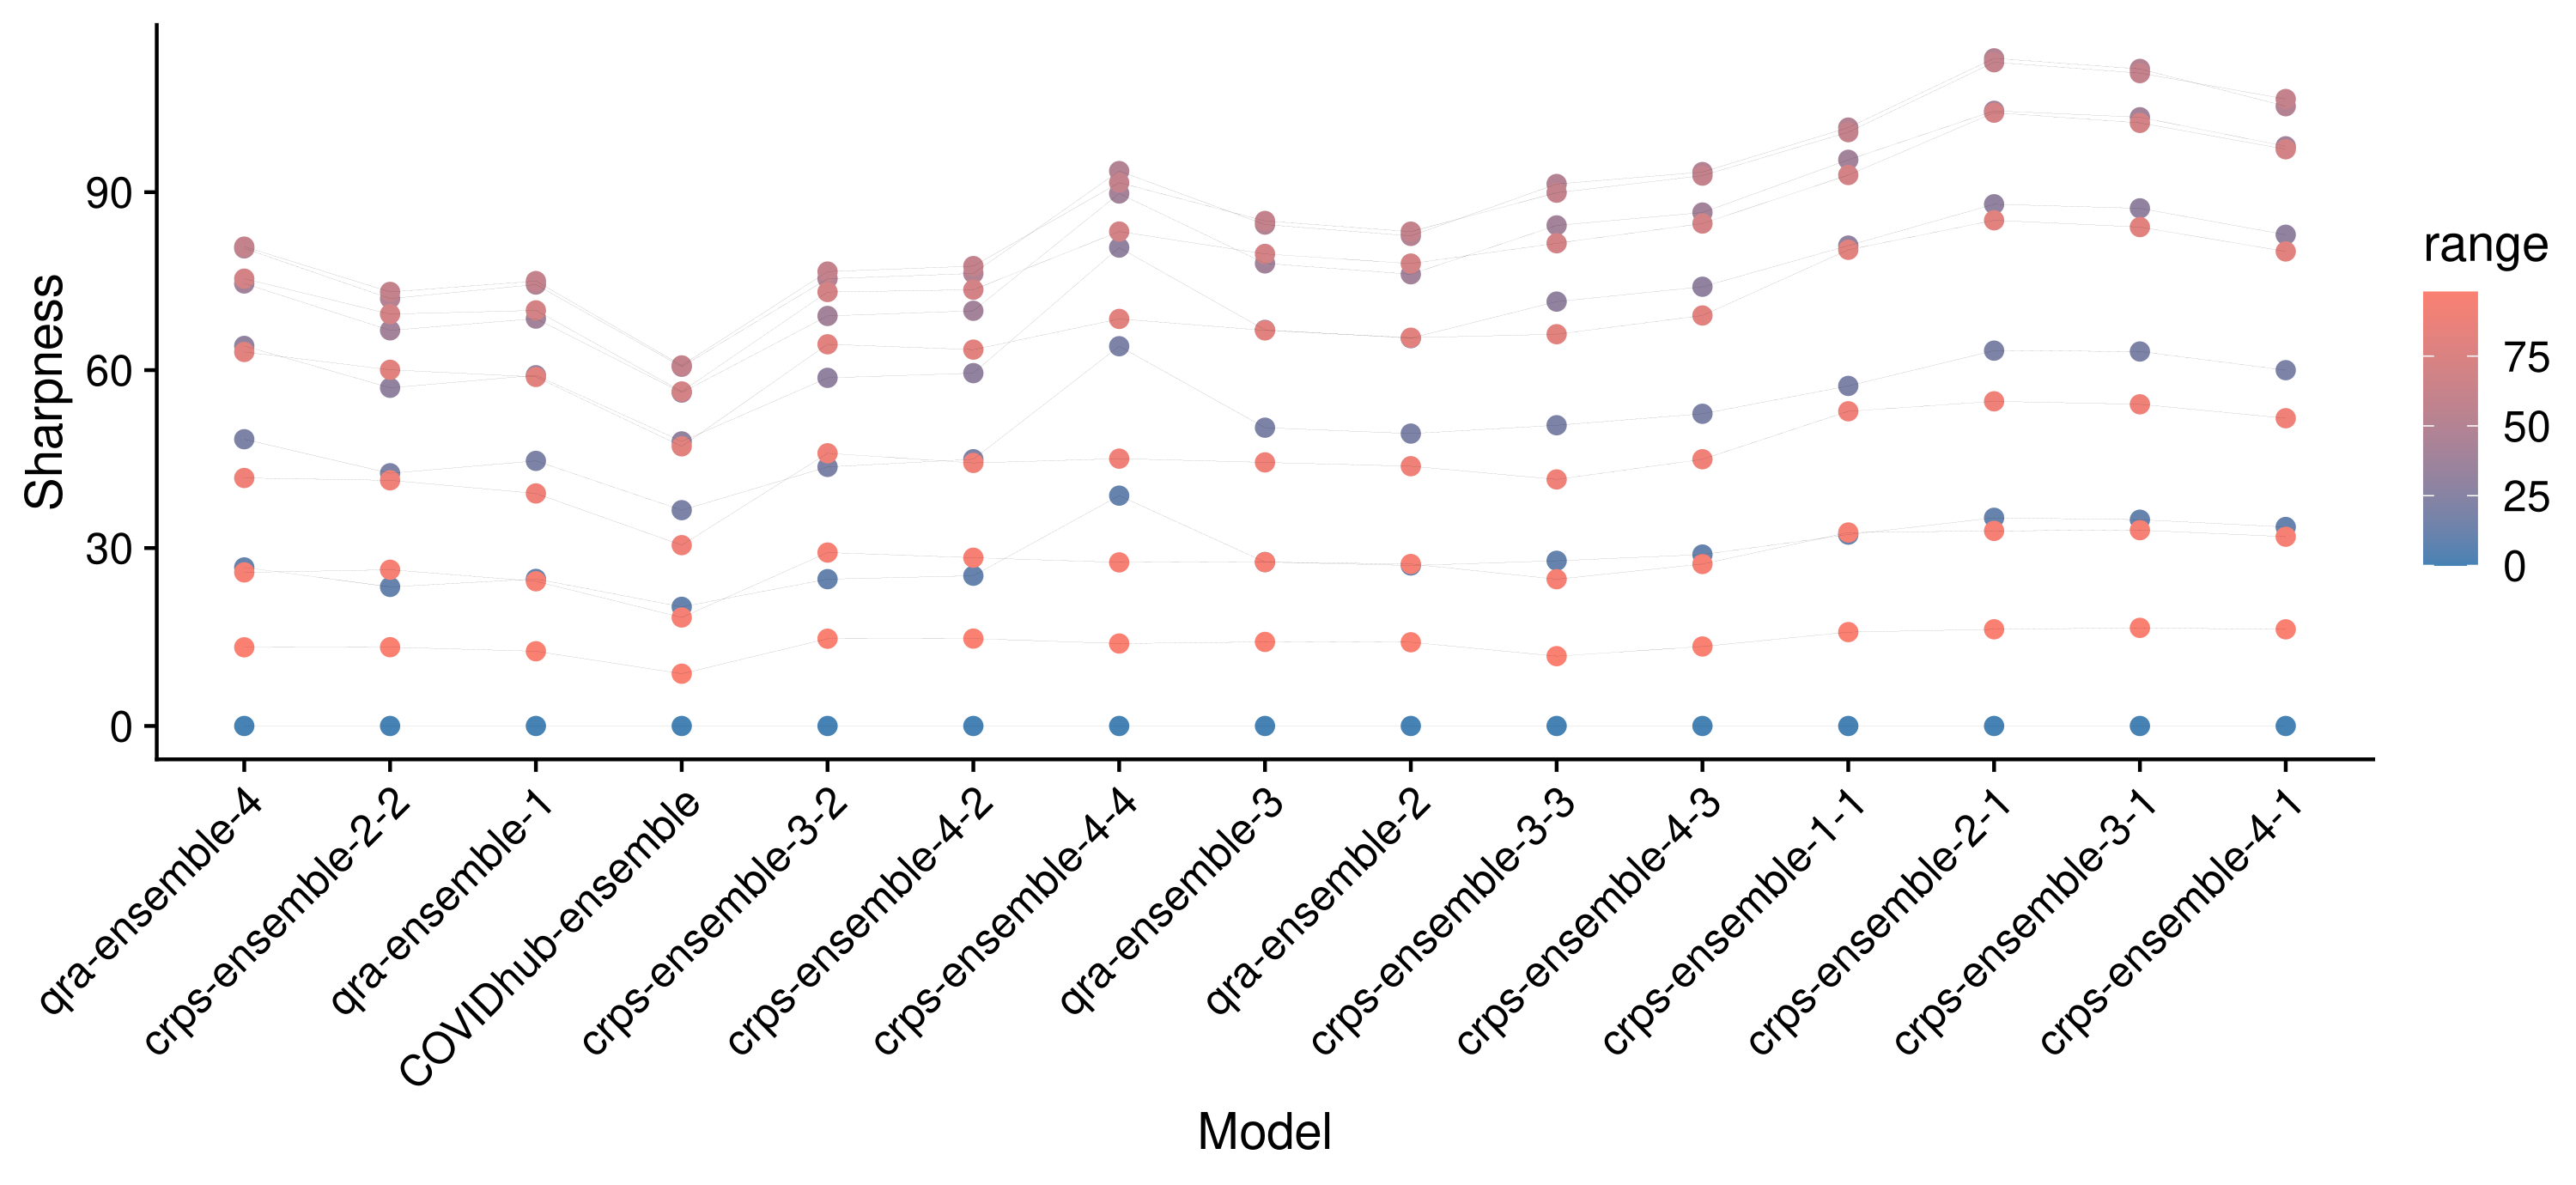 Sharpness
90
60
30
0
qra-ensemble-4
crps-ensemble-2-2
qra-ensemble-1
COVIDhub-ensemble
crps-ensemble-3-2
crps-ensemble-4-2
crps-ensemble-4-4
qra-ensemble-3
qra-ensemble-2
crps-ensemble-3-3
crps-ensemble-4-3
crps-ensemble-1-1
crps-ensemble-2-1
crps-ensemble-3-1
crps-ensemble-4-1
Model
range
75
50
25
0